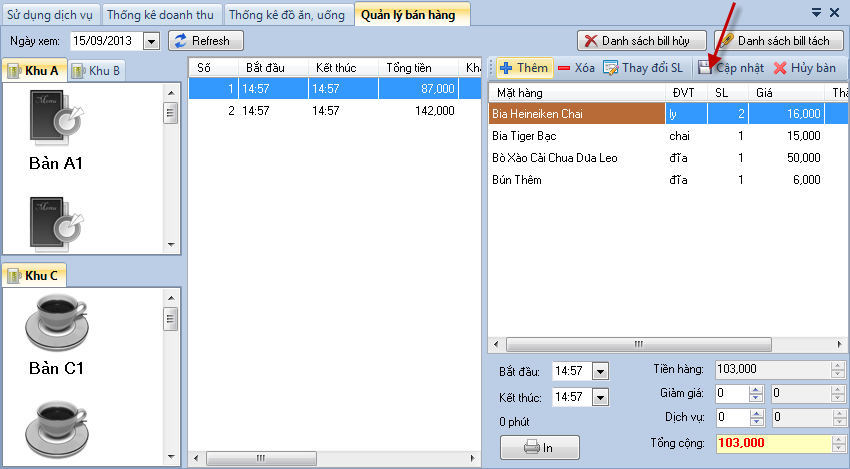 Sử dụng dịch vụ Thống kê doanh thu Thống kê đồ ăn, uống Quản lý bán hàng
Ngày xem: 15/09/2013 Refresh Danh sách bill hủy Danh sách bill tách
Khu A Khu B
Bàn A1
Khu C
Bàn C1
Số Bắt đầu Kết thúc Tổng tiền Khá
1 14:57 14:57 87,000
2 14:57 14:57 142,000
Thêm Xóa Thay đổi SL Cập nhật Hủy bàn
Mặt hàng ĐVT SL Giá Thà
Bia Heineiken Chai ly 2 16,000
Bia Tiger Bạc chai 1 15,000
Bò Xào Cải Chua Dưa Leo đĩa 1 50,000
Bún Thêm đĩa 1 6,000
Bắt đầu: 14:57 Tiền hàng: 103,000
Kết thúc: 14:57 Giảm giá: 0 0
0 phút Dịch vụ: 0 0
In Tổng cộng: 103,000